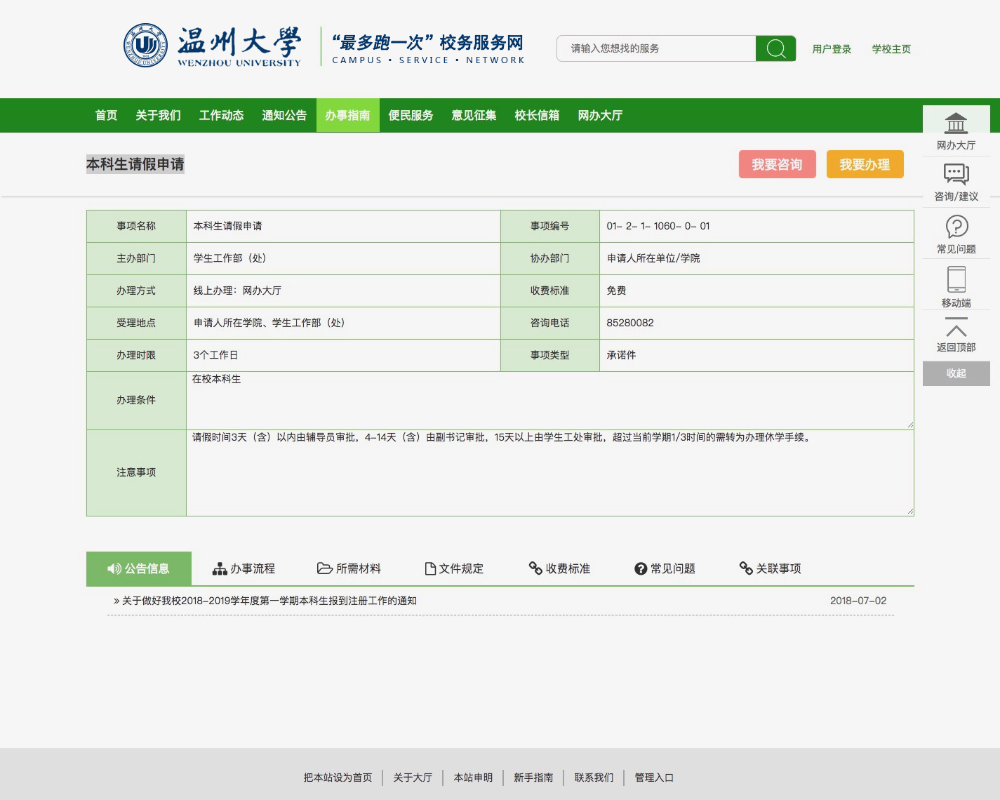 温州大学
WENZHOU UNIVERSITY
“最多跑一次”校务服务网
CAMPUS · SERVICE · NETWORK
请输入您想找的服务
用户登录
学校主页
首页 关于我们 工作动态 通知公告 办事指南 便民服务 意见征集 校长信箱 网办大厅
本科生请假申请
我要咨询
我要办理
网办大厅
咨询/建议
常见问题
移动端
返回顶部
收起
事项名称 本科生请假申请 事项编号 01- 2- 1- 1060- 0- 01
主办部门 学生工作部（处） 协办部门 申请人所在单位/学院
办理方式 线上办理：网办大厅 收费标准 免费
受理地点 申请人所在学院、学生工作部（处） 咨询电话 85280082
办理时限 3个工作日 事项类型 承诺件
办理条件 在校本科生
注意事项 请假时间3天（含）以内由辅导员审批，4-14天（含）由副书记审批，15天以上由学生工处审批，超过当前学期1/3时间的需转为办理休学手续。
公告信息 办事流程 所需材料 文件规定 收费标准 常见问题 关联事项
» 关于做好我校2018-2019学年度第一学期本科生报到注册工作的通知 2018-07-02
把本站设为首页 关于大厅 本站申明 新手指南 联系我们 管理入口